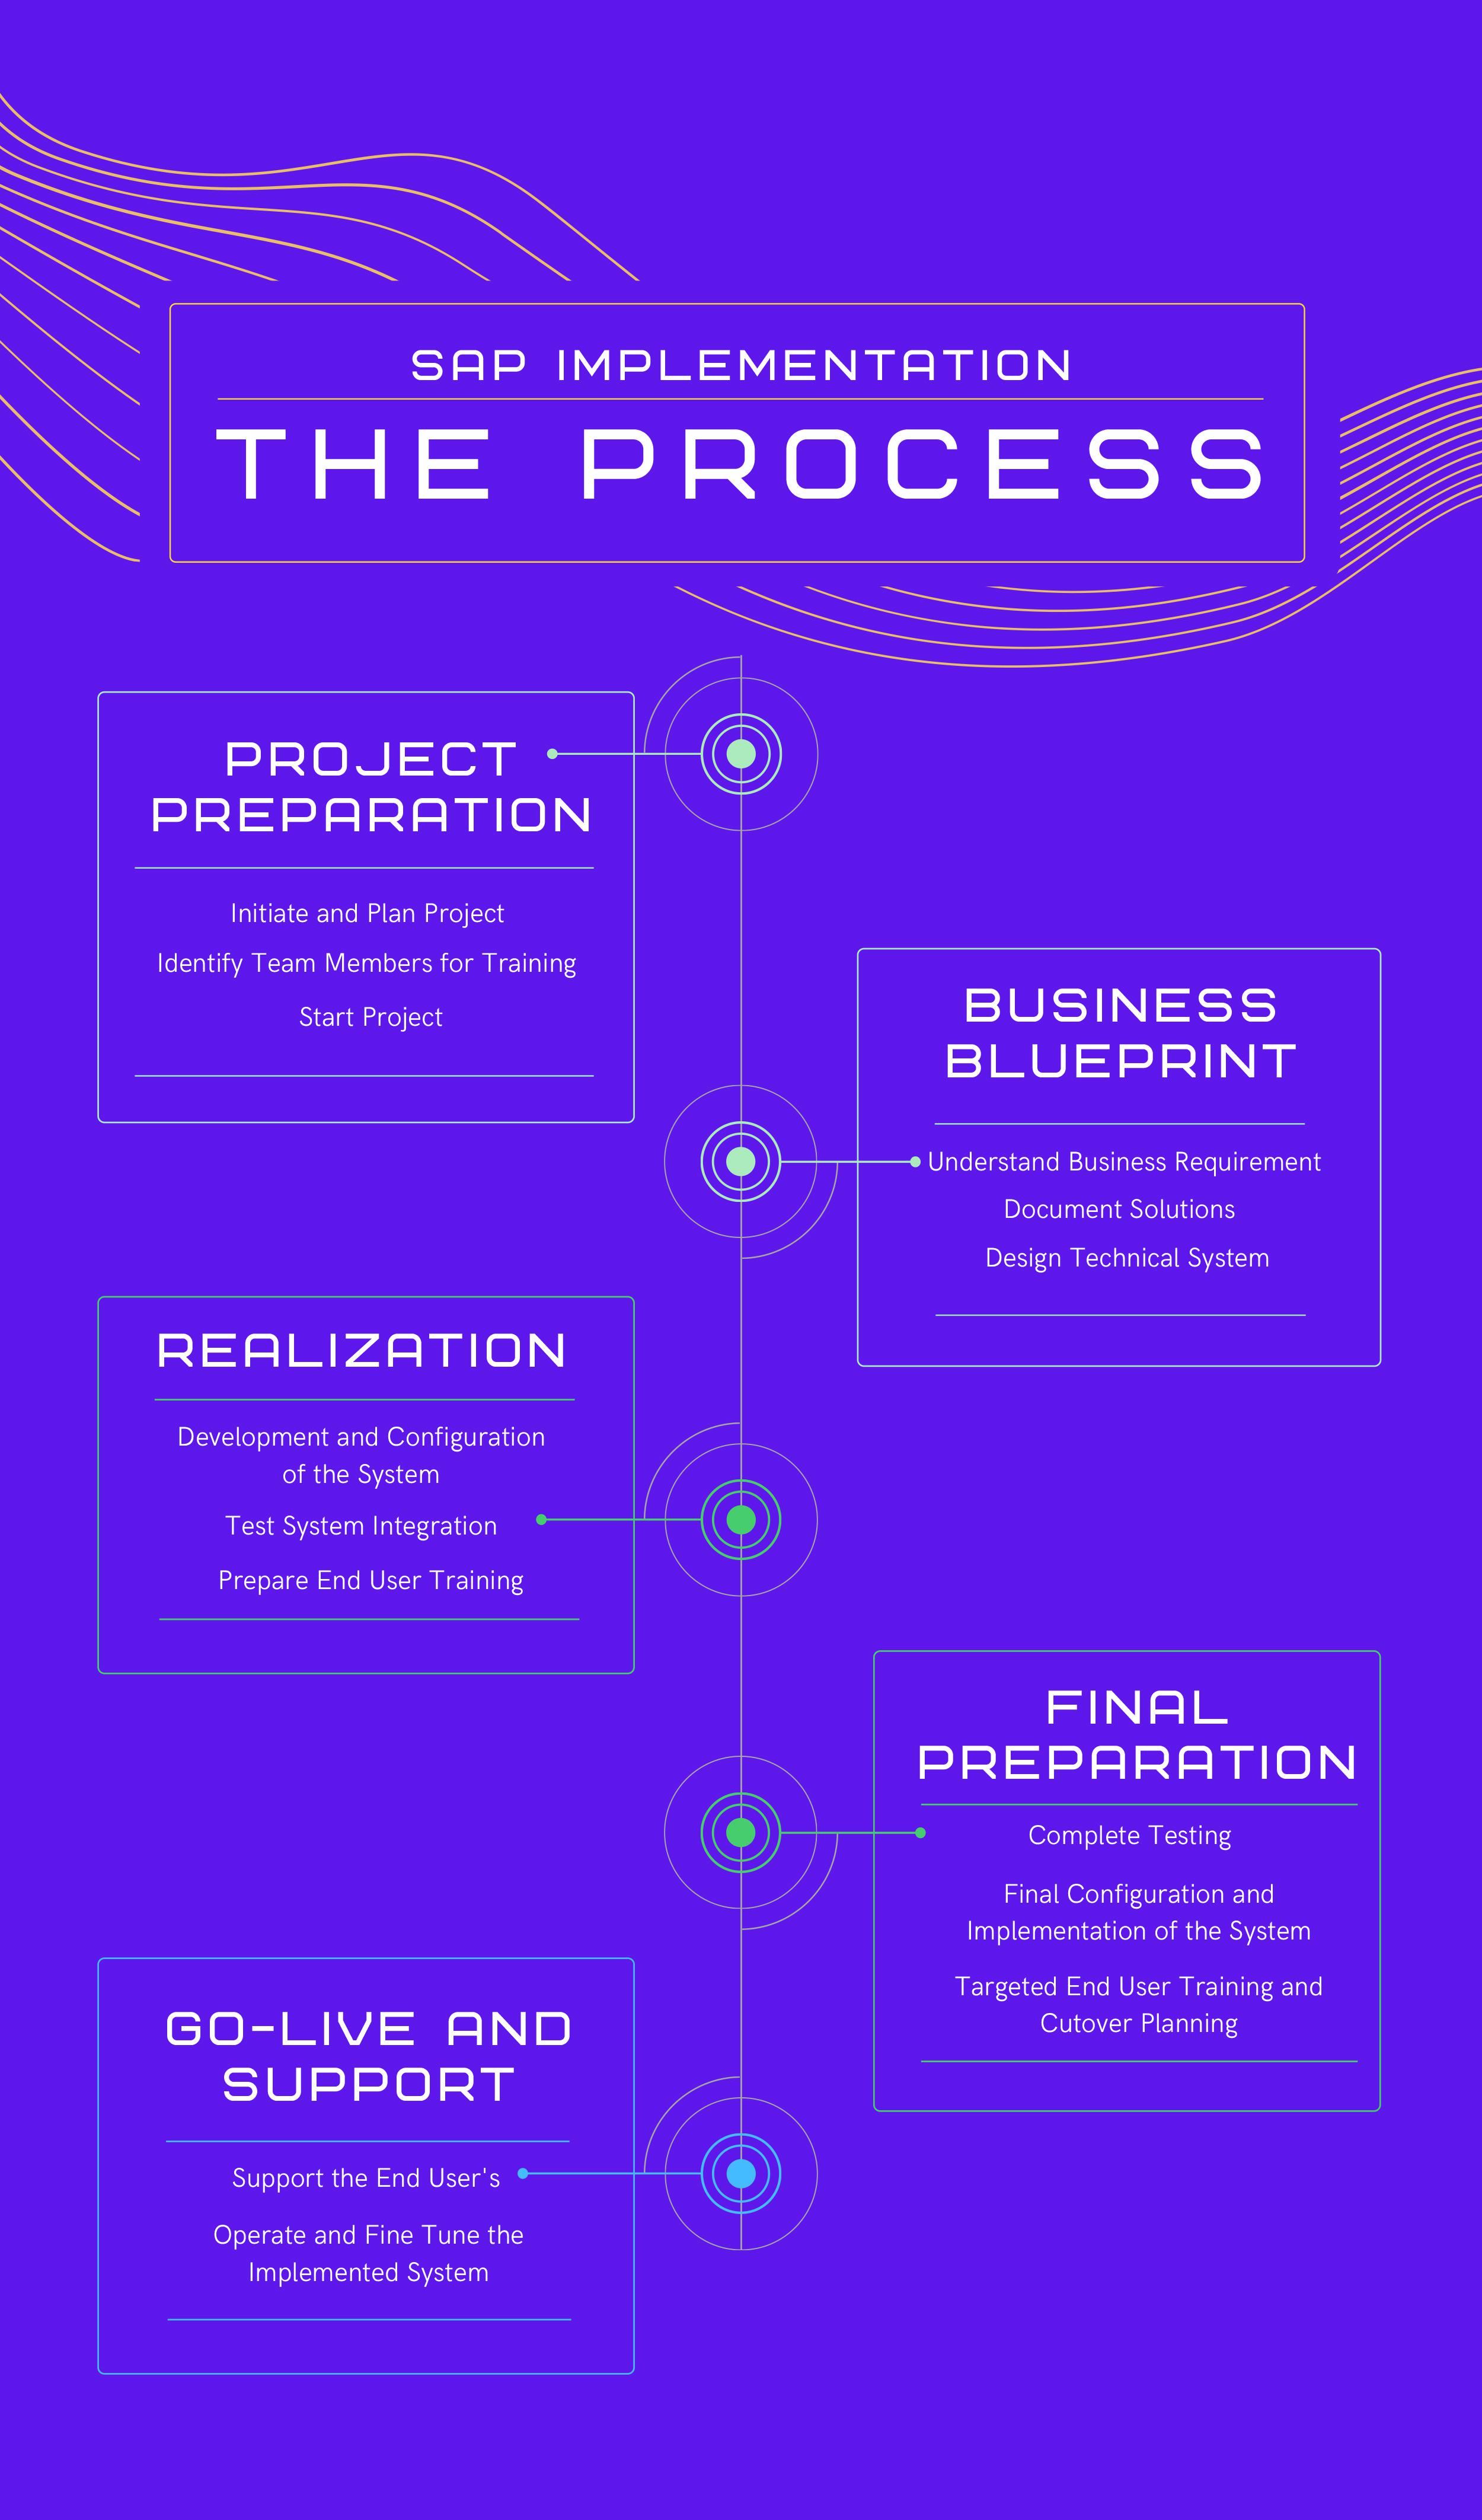 SAP IMPLEMENTATION
THE PROCESS
PROJECT
PREPARATION
Initiate and Plan Project
Identify Team Members for Training
Start Project
BUSINESS
BLUEPRINT
Understand Business Requirement
Document Solutions
Design Technical System
REALIZATION
Development and Configuration
of the System
Test System Integration
Prepare End User Training
FINAL
PREPARATION
Complete Testing
Final Configuration and
Implementation of the System
Targeted End User Training and
Cutover Planning
GO-LIVE AND
SUPPORT
Support the End User's
Operate and Fine Tune the
Implemented System